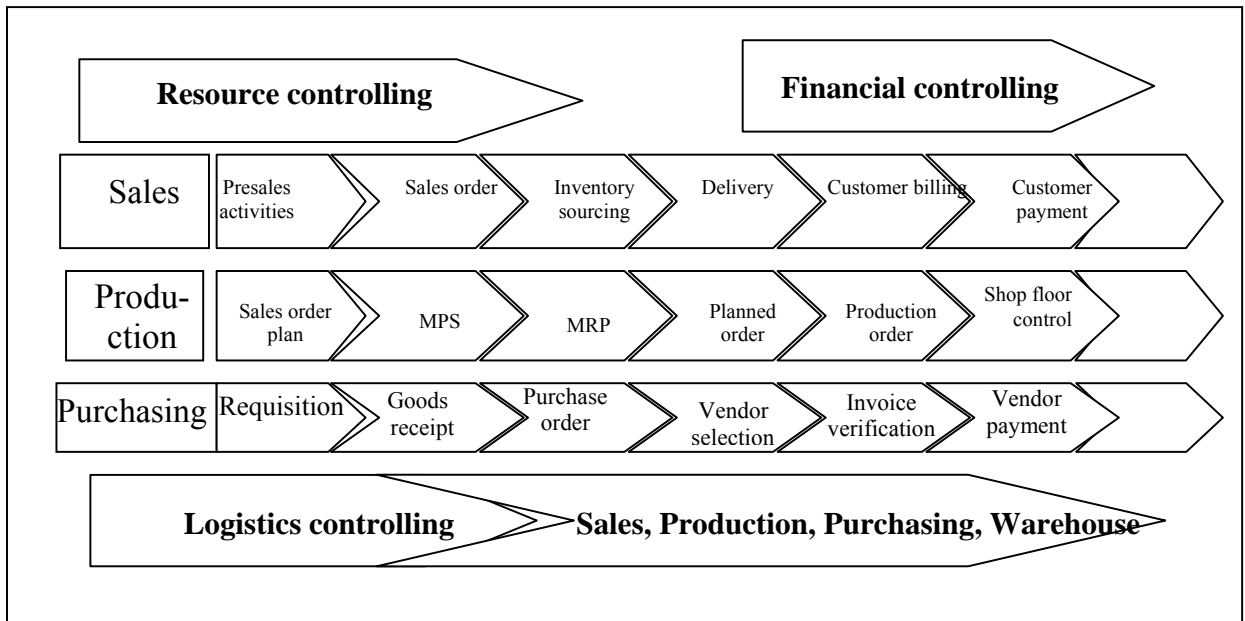 Resource controlling
Financial controlling
Sales
Presales
activities
Sales order
Inventory
sourcing
Delivery
Customer billing
Customer
payment
Produ-
ction
Sales order
plan
MPS
MRP
Planned
order
Production
order
Shop floor
control
Purchasing
Requisition
Goods
receipt
Purchase
order
Vendor
selection
Invoice
verification
Vendor
payment
Logistics controlling
Sales, Production, Purchasing, Warehouse